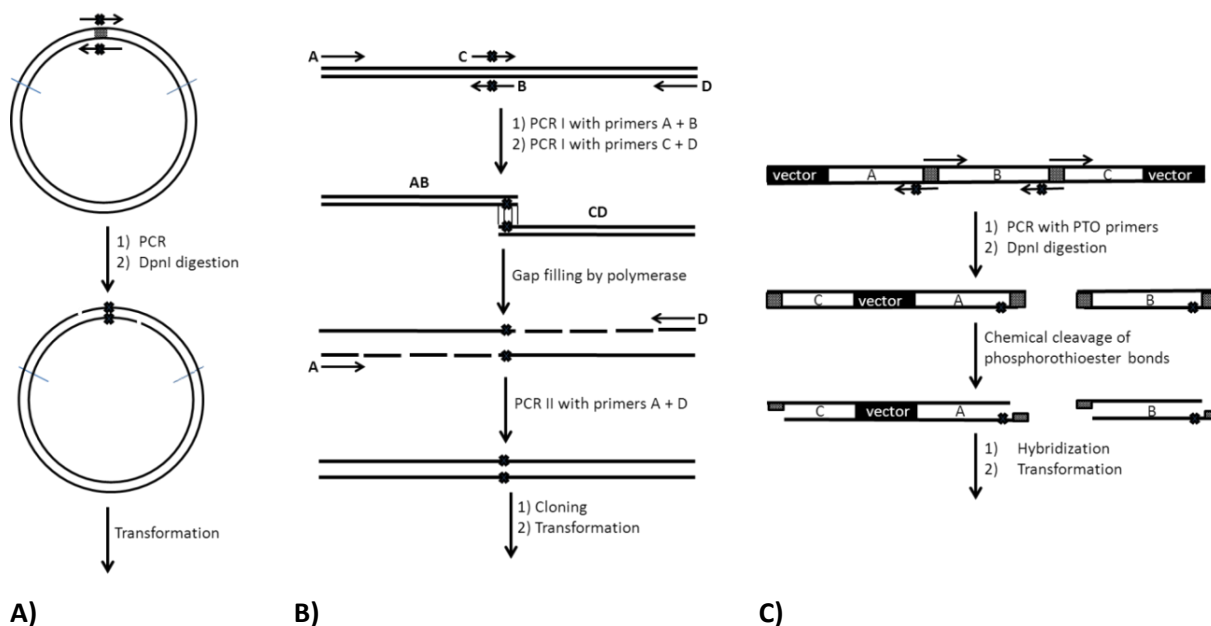 1) PCR
2) DpnI digestion
Transformation
A)
A
C
B
D
1) PCR I with primers A + B
2) PCR I with primers C + D
AB
CD
Gap filling by polymerase
D
A
PCR II with primers A + D
1) Cloning
2) Transformation
B)
vector A B C vector
1) PCR with PTO primers
2) DpnI digestion
C vector A B
Chemical cleavage of
phosphorothioester bonds
C vector A B
1) Hybridization
2) Transformation
C)